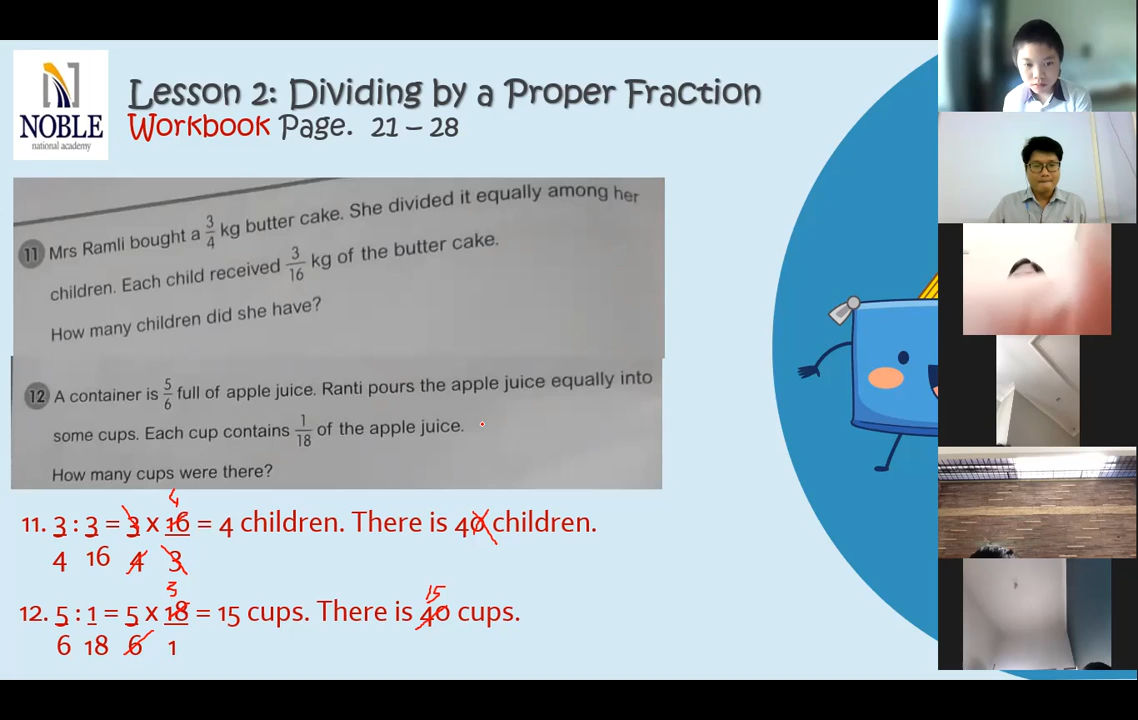 NOBLE
national academy
Lesson 2: Dividing by a Proper Fraction
Workbook Page. 21 – 28
11 Mrs Ramli bought a 3/4 kg butter cake. She divided it equally among her
children. Each child received 3/16 kg of the butter cake.
How many children did she have?
12 A container is 5/6 full of apple juice. Ranti pours the apple juice equally into
some cups. Each cup contains 1/18 of the apple juice.
How many cups were there?
4
11. 3 : 3 = 3 x 16 = 4 children. There is 40 children.
4 16 4 3
3 15
12. 5 : 1 = 5 x 18 = 15 cups. There is 40 cups.
6 18 6 1